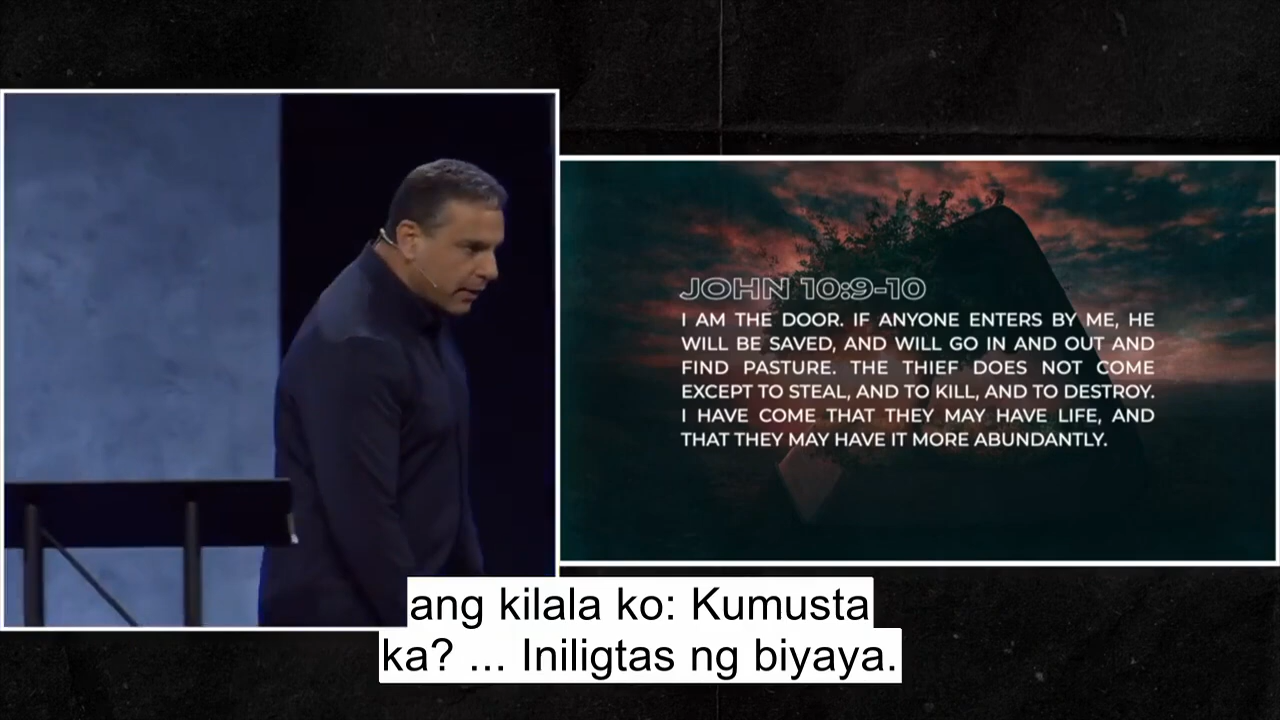 JOHN 10:9-10
I AM THE DOOR. IF ANYONE ENTERS BY ME, HE
WILL BE SAVED, AND WILL GO IN AND OUT AND
FIND PASTURE. THE THIEF DOES NOT COME
EXCEPT TO STEAL, AND TO KILL, AND TO DESTROY.
I HAVE COME THAT THEY MAY HAVE LIFE, AND
THAT THEY MAY HAVE IT MORE ABUNDANTLY.
ang kilala ko: Kumusta
ka? ... Iniligtas ng biyaya.